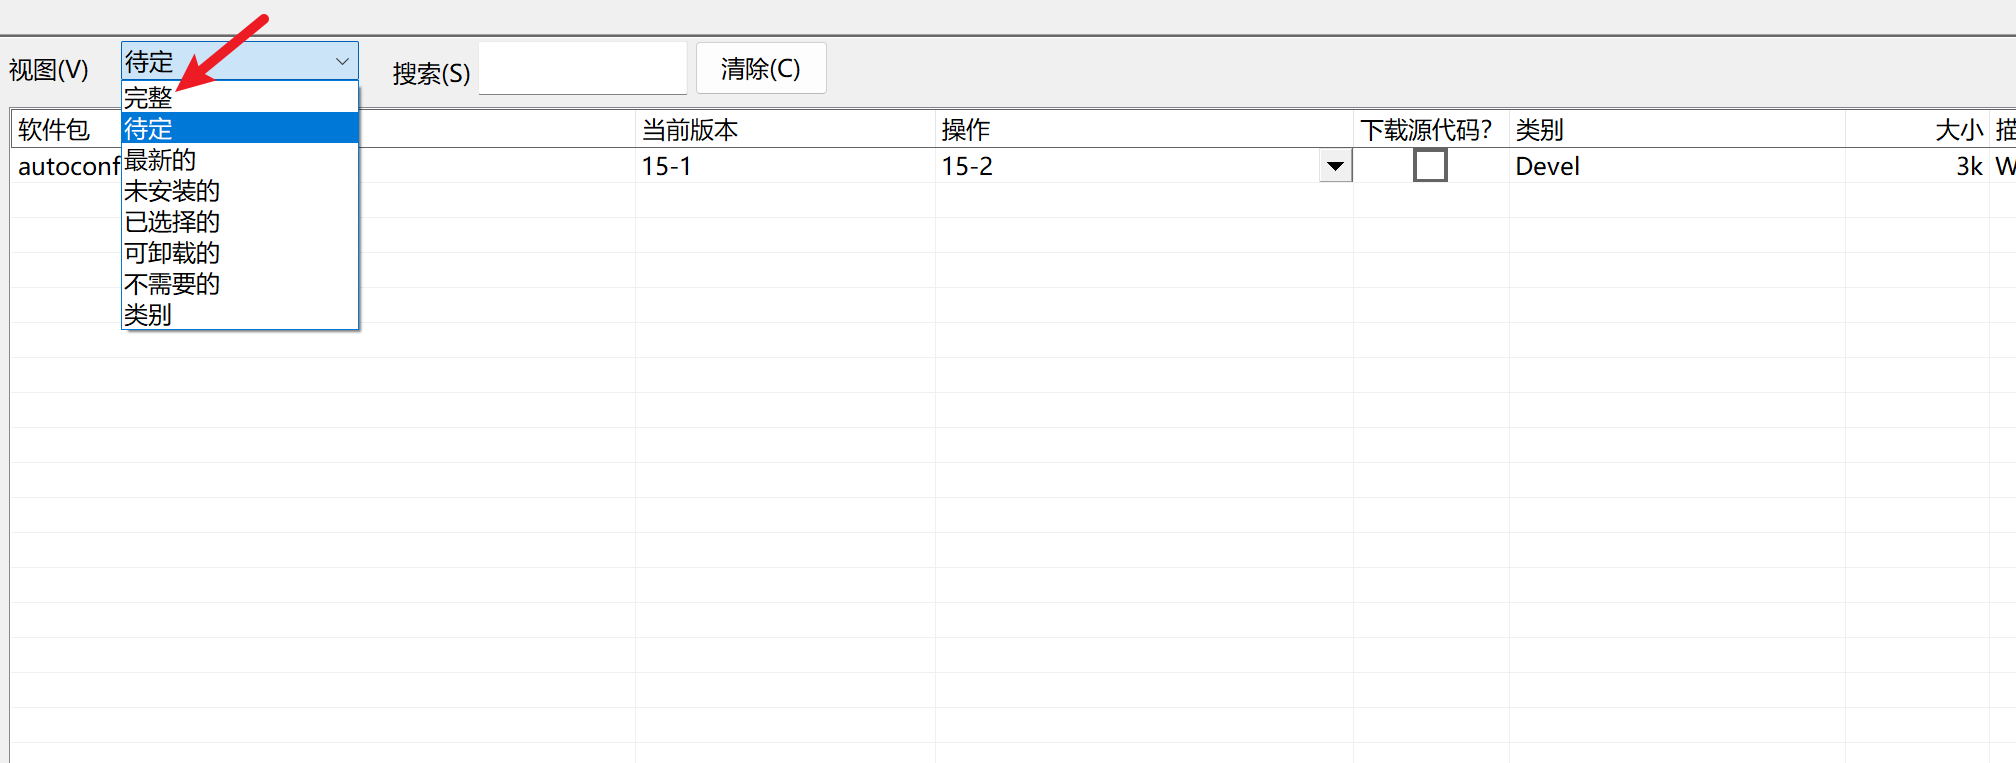 视图(V) 待定 搜索(S) 清除(C)
完整
待定
最新的
未安装的
已选择的
可卸载的
不需要的
类别
软件包 当前版本 操作 下载源代码? 类别 大小 描
autoconf 15-1 15-2 Devel 3k W